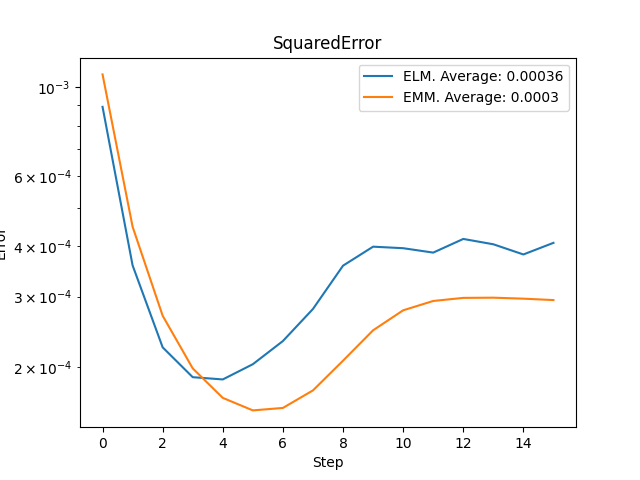 SquaredError
ELM. Average: 0.00036
EMM. Average: 0.0003
10⁻³
6 × 10⁻⁴
4 × 10⁻⁴
3 × 10⁻⁴
2 × 10⁻⁴
Error
0 2 4 6 8 10 12 14
Step